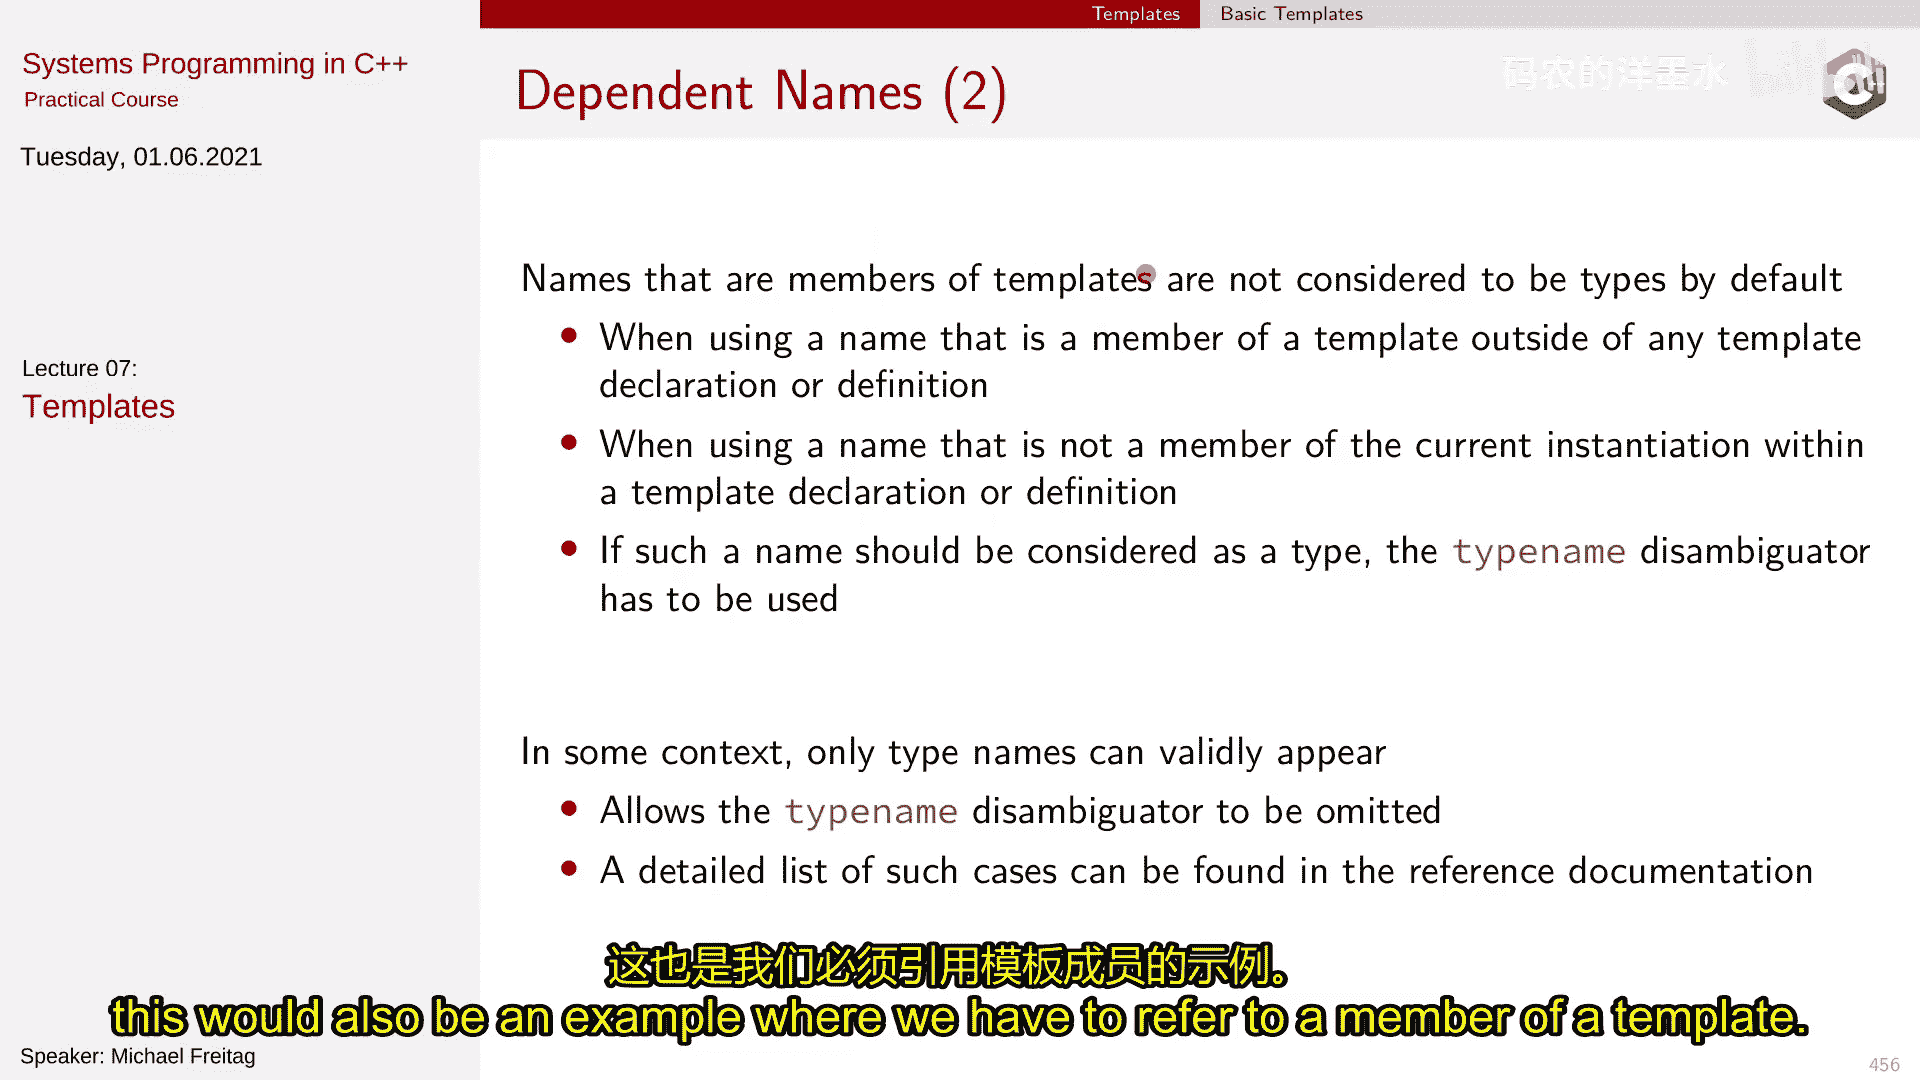 Templates
Basic Templates
Systems Programming in C++
Practical Course
Tuesday, 01.06.2021
Dependent Names (2)
码农的洋墨水
Names that are members of templates are not considered to be types by default
When using a name that is a member of a template outside of any template
declaration or definition
When using a name that is not a member of the current instantiation within
a template declaration or definition
If such a name should be considered as a type, the typename disambiguator
has to be used
Lecture 07:
Templates
In some context, only type names can validly appear
Allows the typename disambiguator to be omitted
A detailed list of such cases can be found in the reference documentation
这也是我们必须引用模板成员的示例。
this would also be an example where we have to refer to a member of a template.
Speaker: Michael Freitag
456